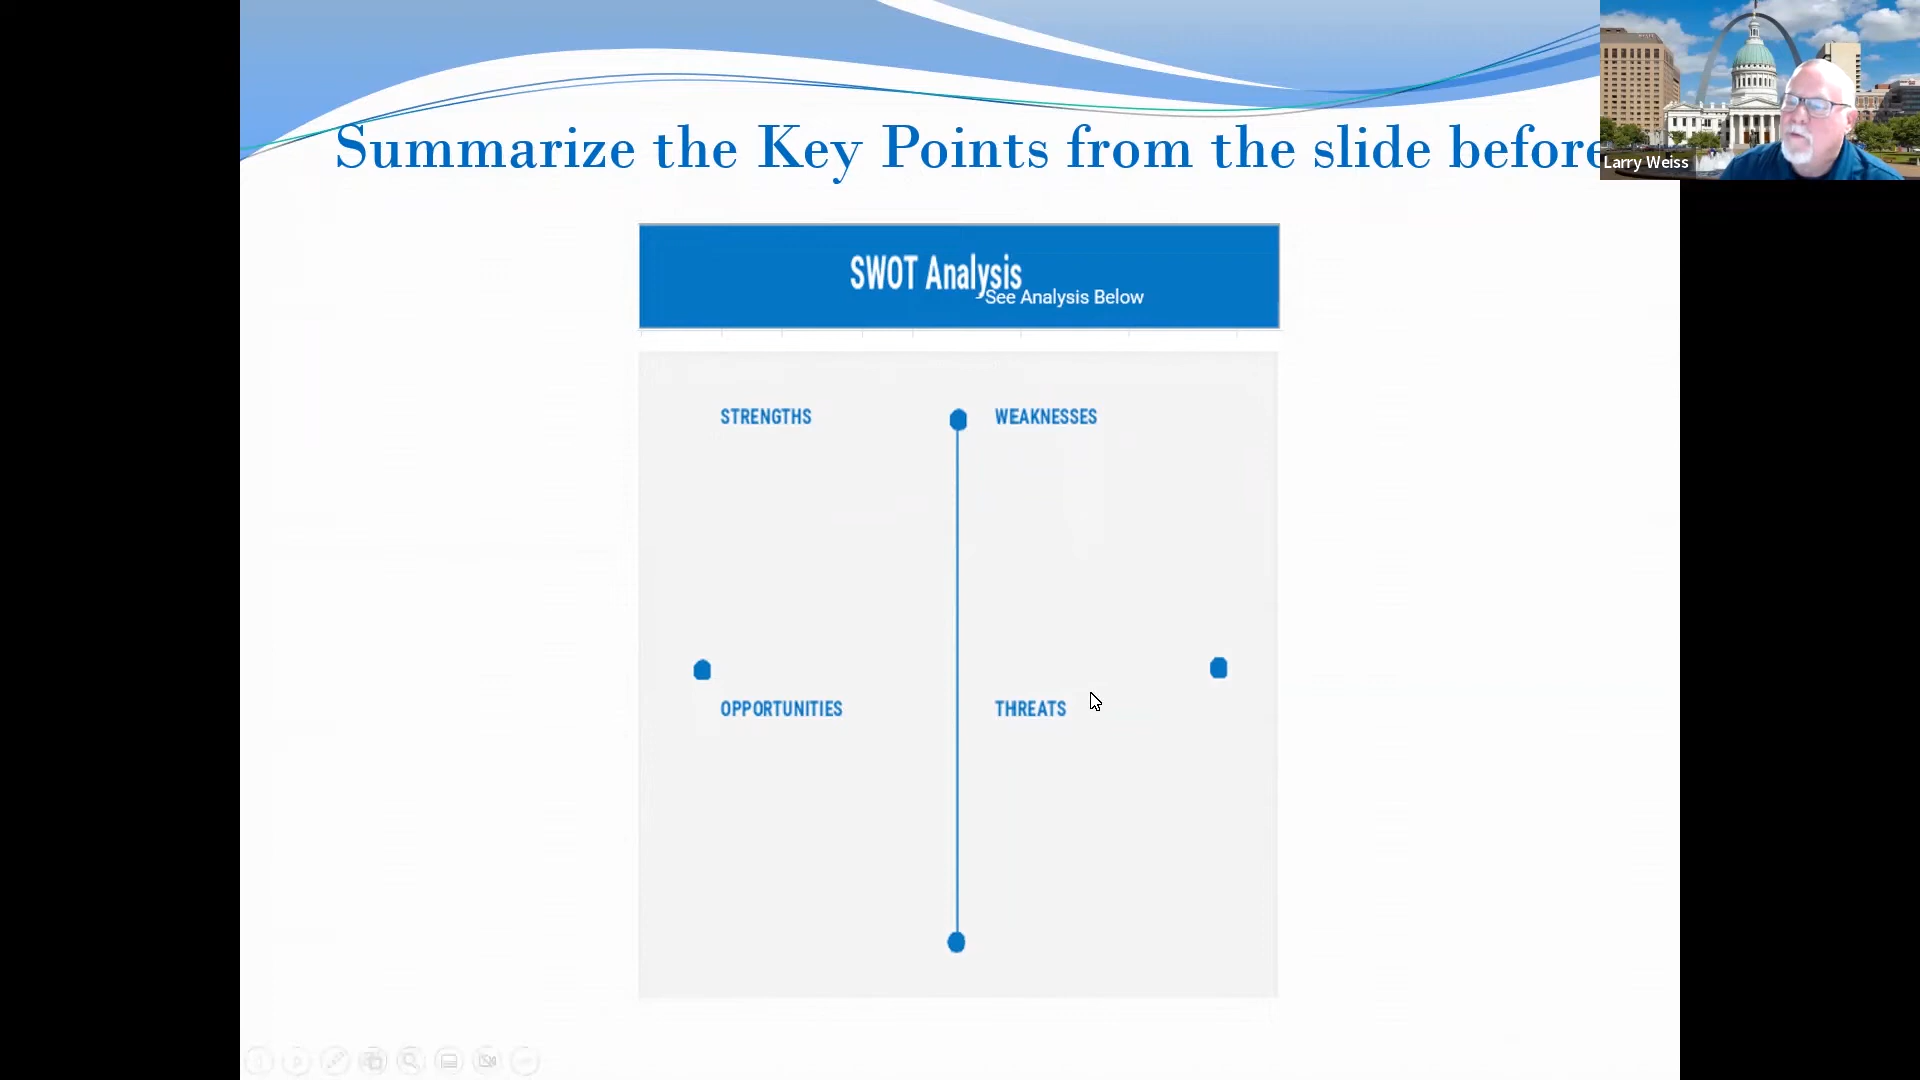 Summarize the Key Points from the slide before
Larry Weiss
SWOT Analysis
See Analysis Below
STRENGTHS
WEAKNESSES
OPPORTUNITIES
THREATS